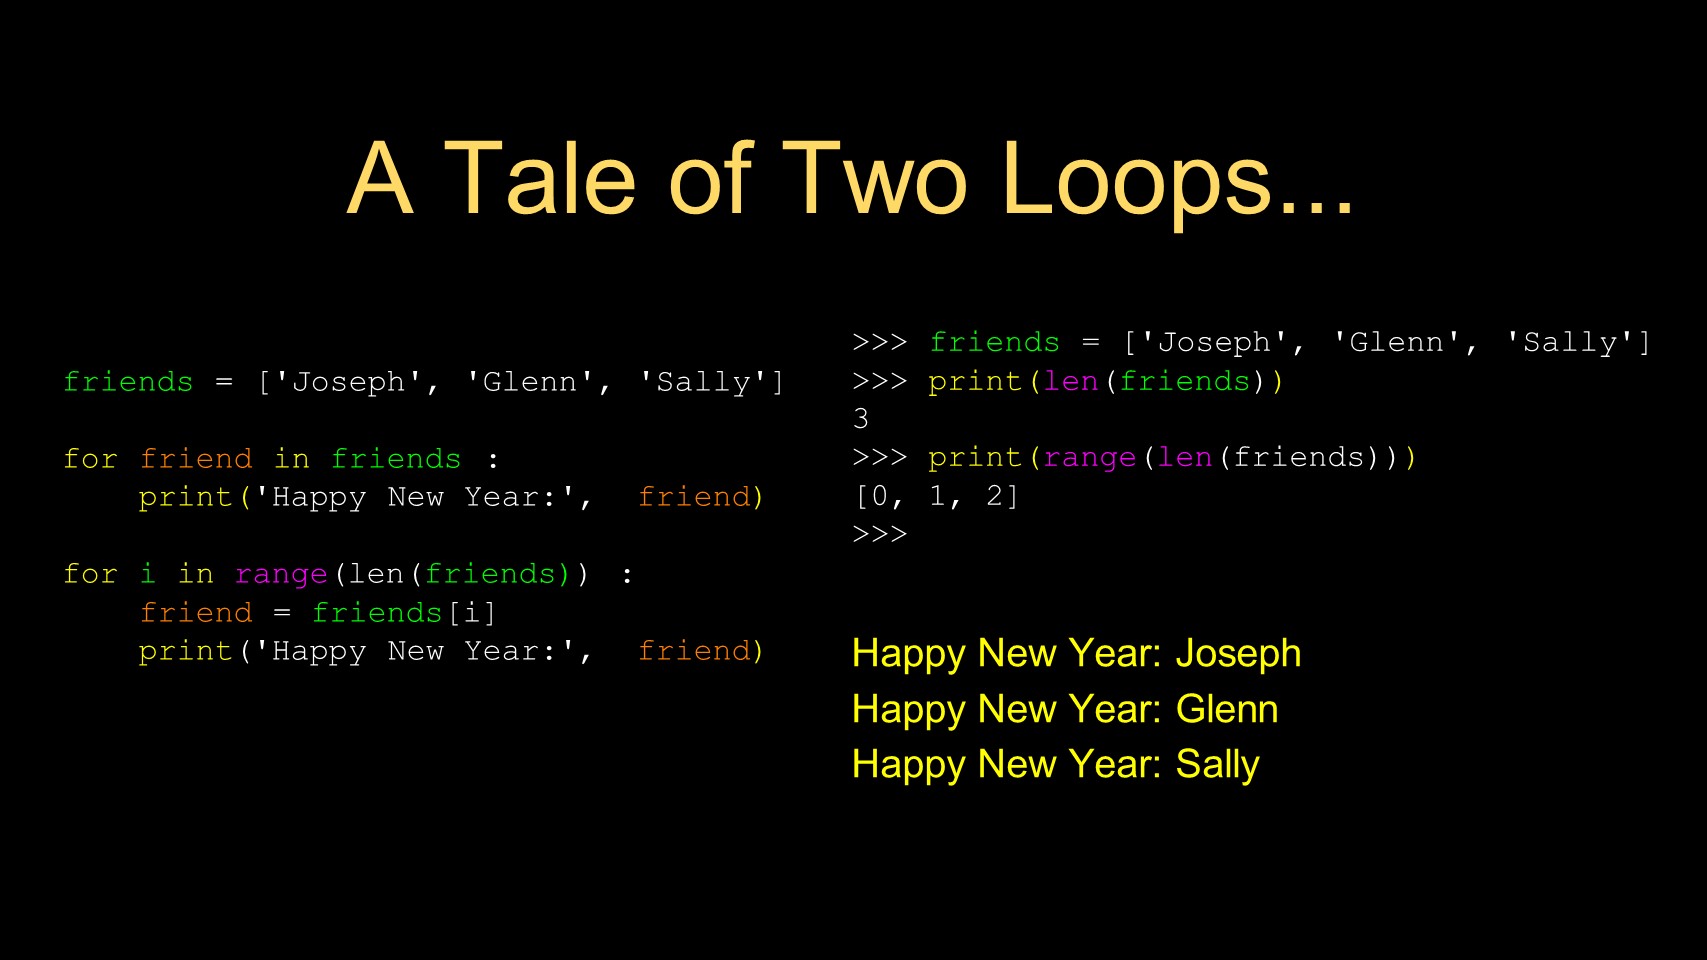 A Tale of Two Loops...
friends = ['Joseph', 'Glenn', 'Sally']
for friend in friends :
    print('Happy New Year:',  friend)
for i in range(len(friends)) :
    friend = friends[i]
    print('Happy New Year:',  friend)
>>> friends = ['Joseph', 'Glenn', 'Sally']
>>> print(len(friends))
3
>>> print(range(len(friends)))
[0, 1, 2]
>>>
Happy New Year: Joseph
Happy New Year: Glenn
Happy New Year: Sally